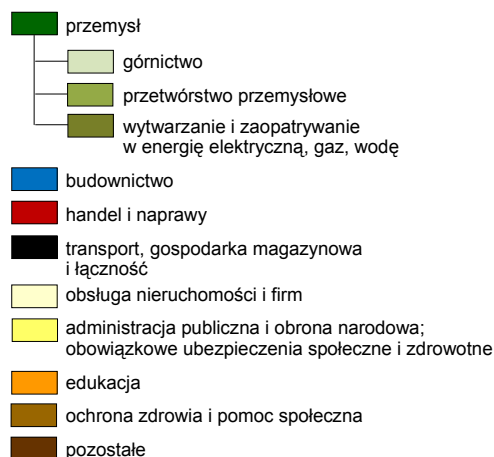 przemysł
górnictwo
przetwórstwo przemysłowe
wytwarzanie i zaopatrywanie
w energię elektryczną, gaz, wodę
budownictwo
handel i naprawy
transport, gospodarka magazynowa
i łączność
obsługa nieruchomości i firm
administracja publiczna i obrona narodowa;
obowiązkowe ubezpieczenia społeczne i zdrowotne
edukacja
ochrona zdrowia i pomoc społeczna
pozostałe